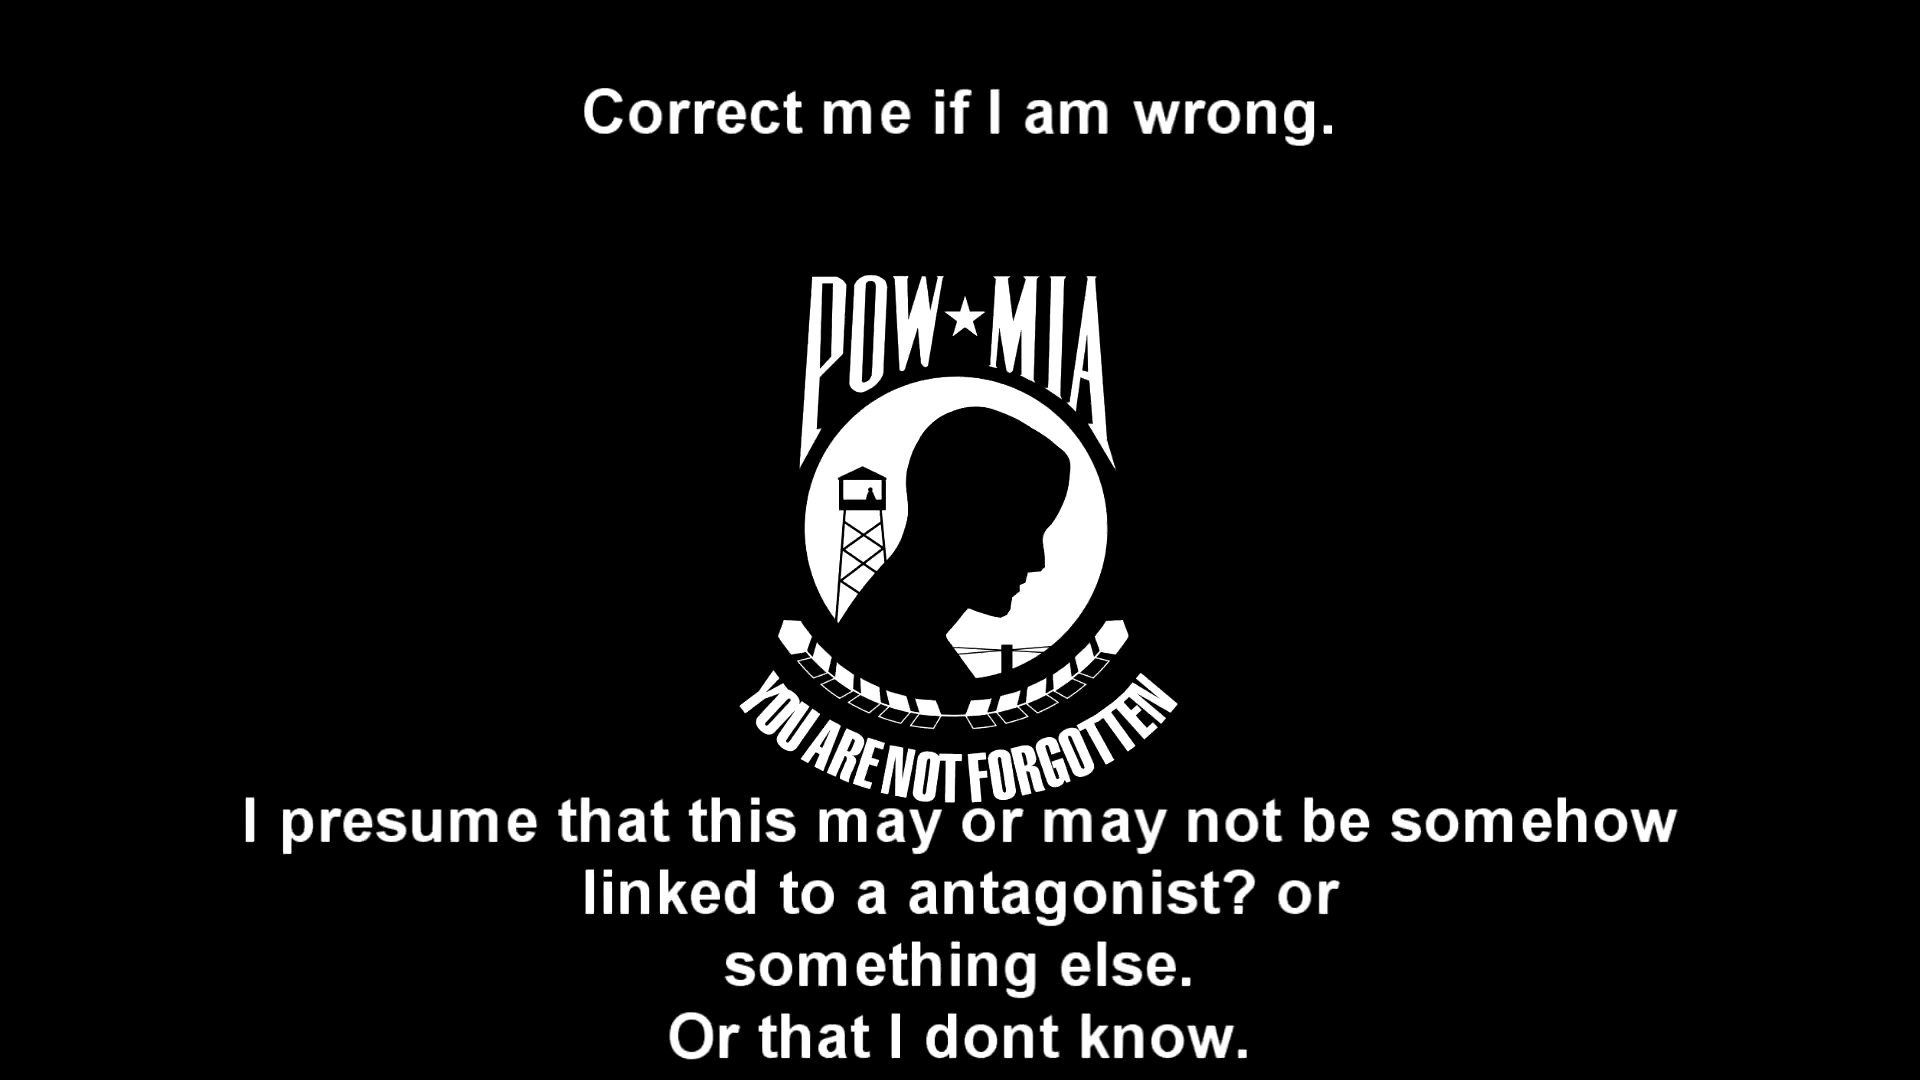 Correct me if I am wrong.
POW★MIA
YOU ARE NOT FORGOTTEN
I presume that this may or may not be somehow
linked to a antagonist? or
something else.
Or that I dont know.